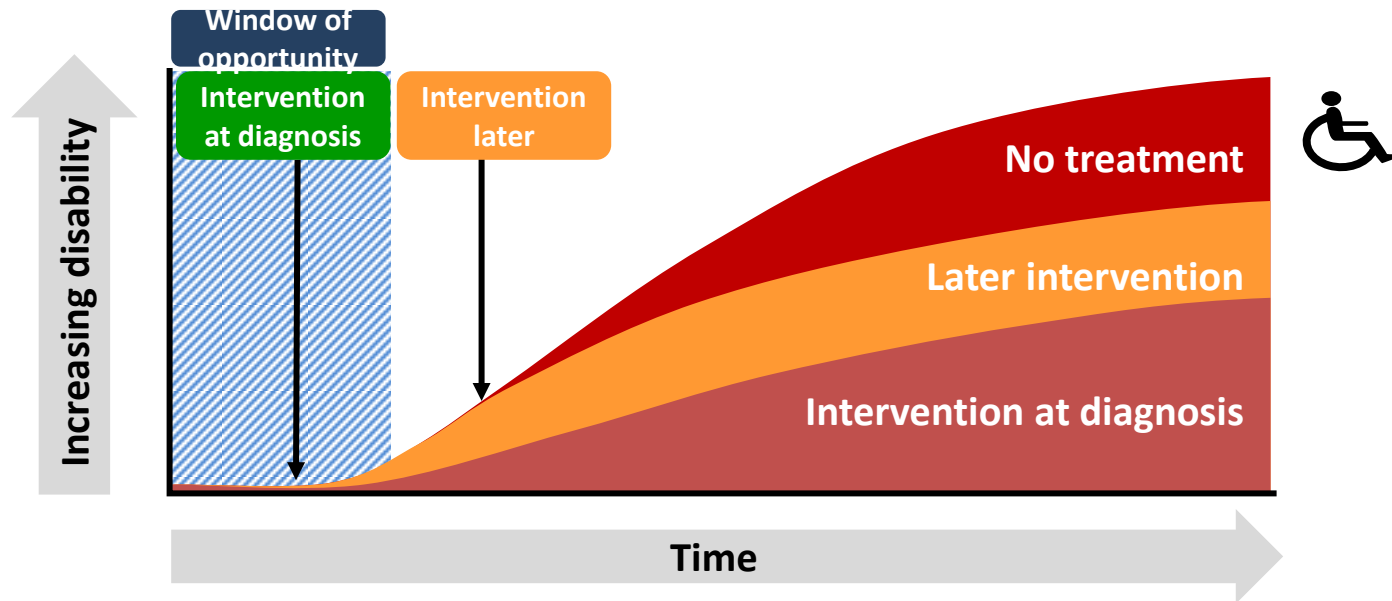 Window of
opportunity
Intervention
at diagnosis
Intervention
later
Increasing disability
No treatment
Later intervention
Intervention at diagnosis
Time